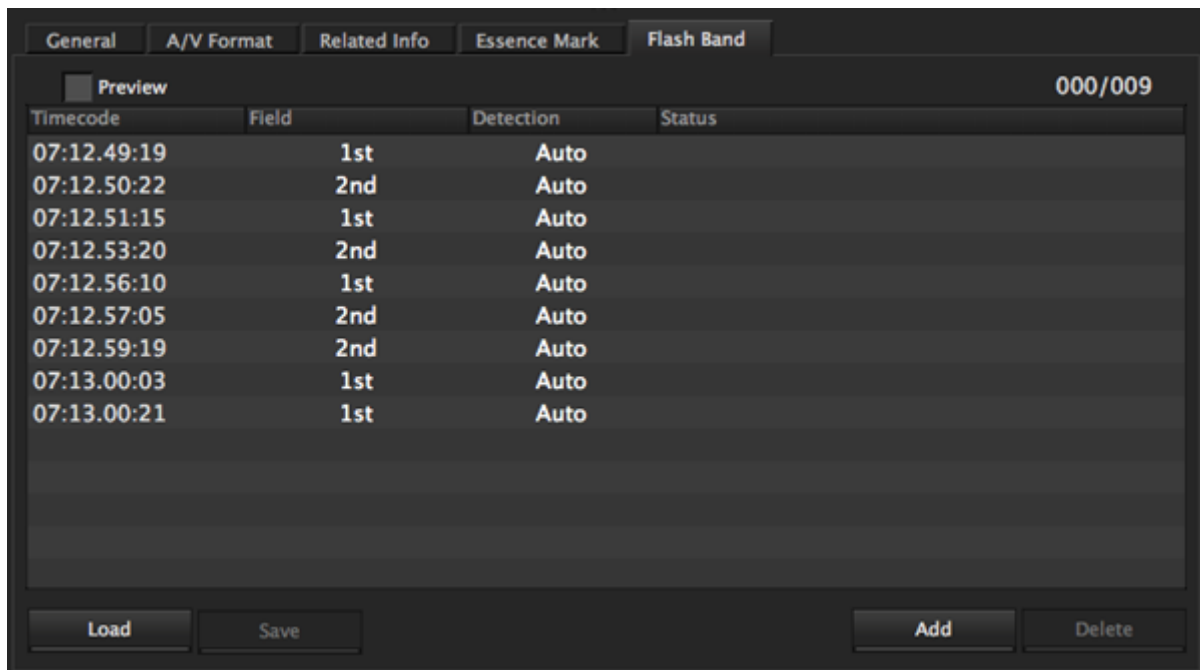 General A/V Format Related Info Essence Mark Flash Band
Preview 000/009
Timecode Field Detection Status
07:12.49:19 1st Auto
07:12.50:22 2nd Auto
07:12.51:15 1st Auto
07:12.53:20 2nd Auto
07:12.56:10 1st Auto
07:12.57:05 2nd Auto
07:12.59:19 2nd Auto
07:13.00:03 1st Auto
07:13.00:21 1st Auto
Load Save Add Delete